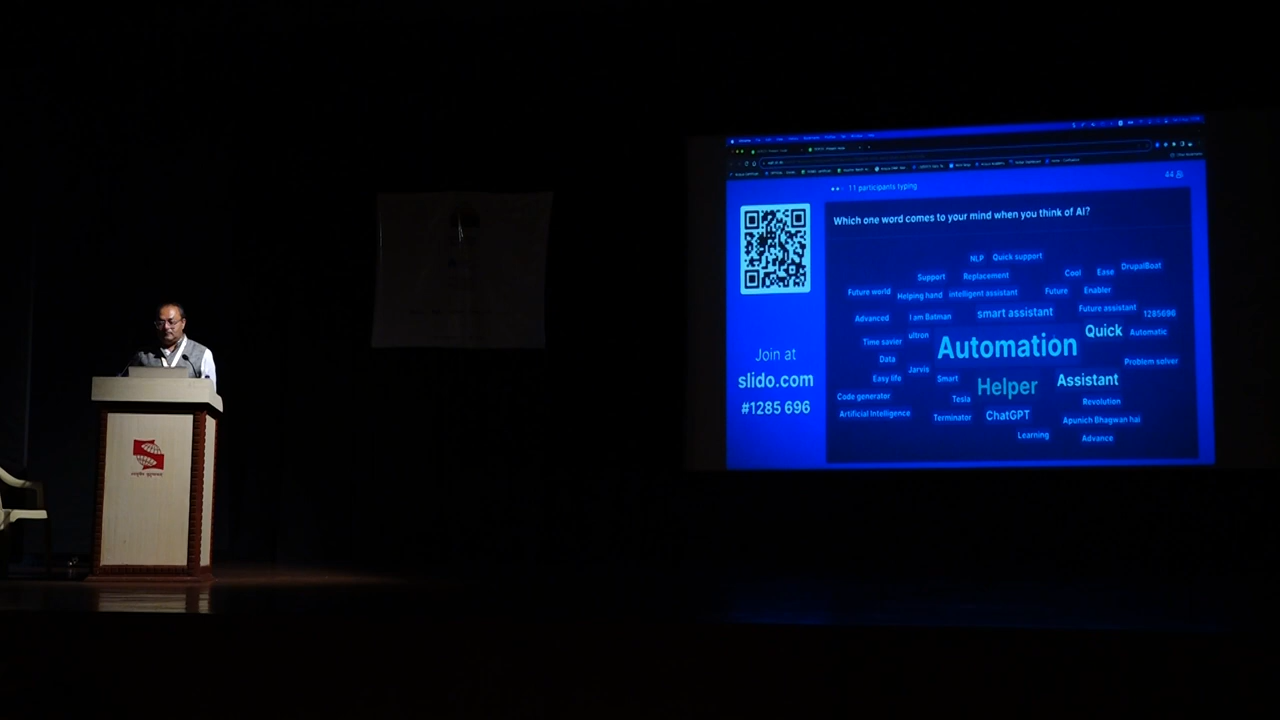 11 participants typing
44
Which one word comes to your mind when you think of AI?
NLP Quick support
Support Replacement Cool Ease DrupalBoat
Future world Helping hand intelligent assistant Future Enabler
Advanced I am Batman smart assistant Future assistant 1285696
Time savier ultron Automation Quick Automatic
Data Jarvis Problem solver
Easy life Smart Helper Assistant
Code generator Tesla Revolution
Artificial Intelligence Terminator ChatGPT Apunich Bhagwan hai
Learning Advance
Join at
slido.com
#1285 696